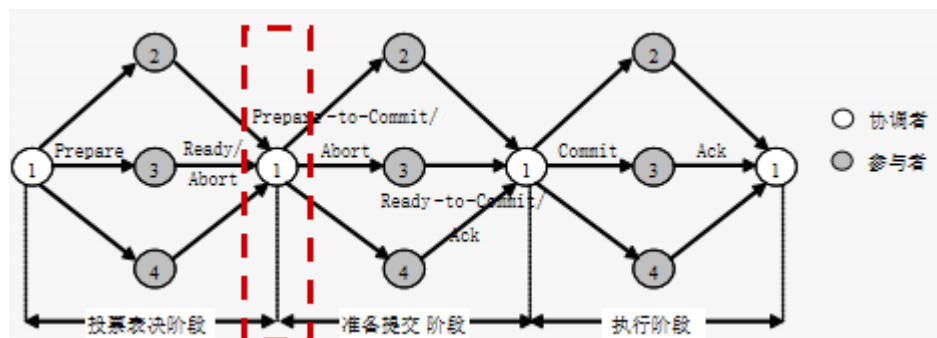 2
2
2
Prepare-to-Commit/
协调者
Prepare
Ready/
Abort
Commit
Ack
参与者
1
3
1
3
1
3
1
Abort
Ready-to-Commit/
Ack
4
4
4
投票表决阶段
准备提交 阶段
执行阶段